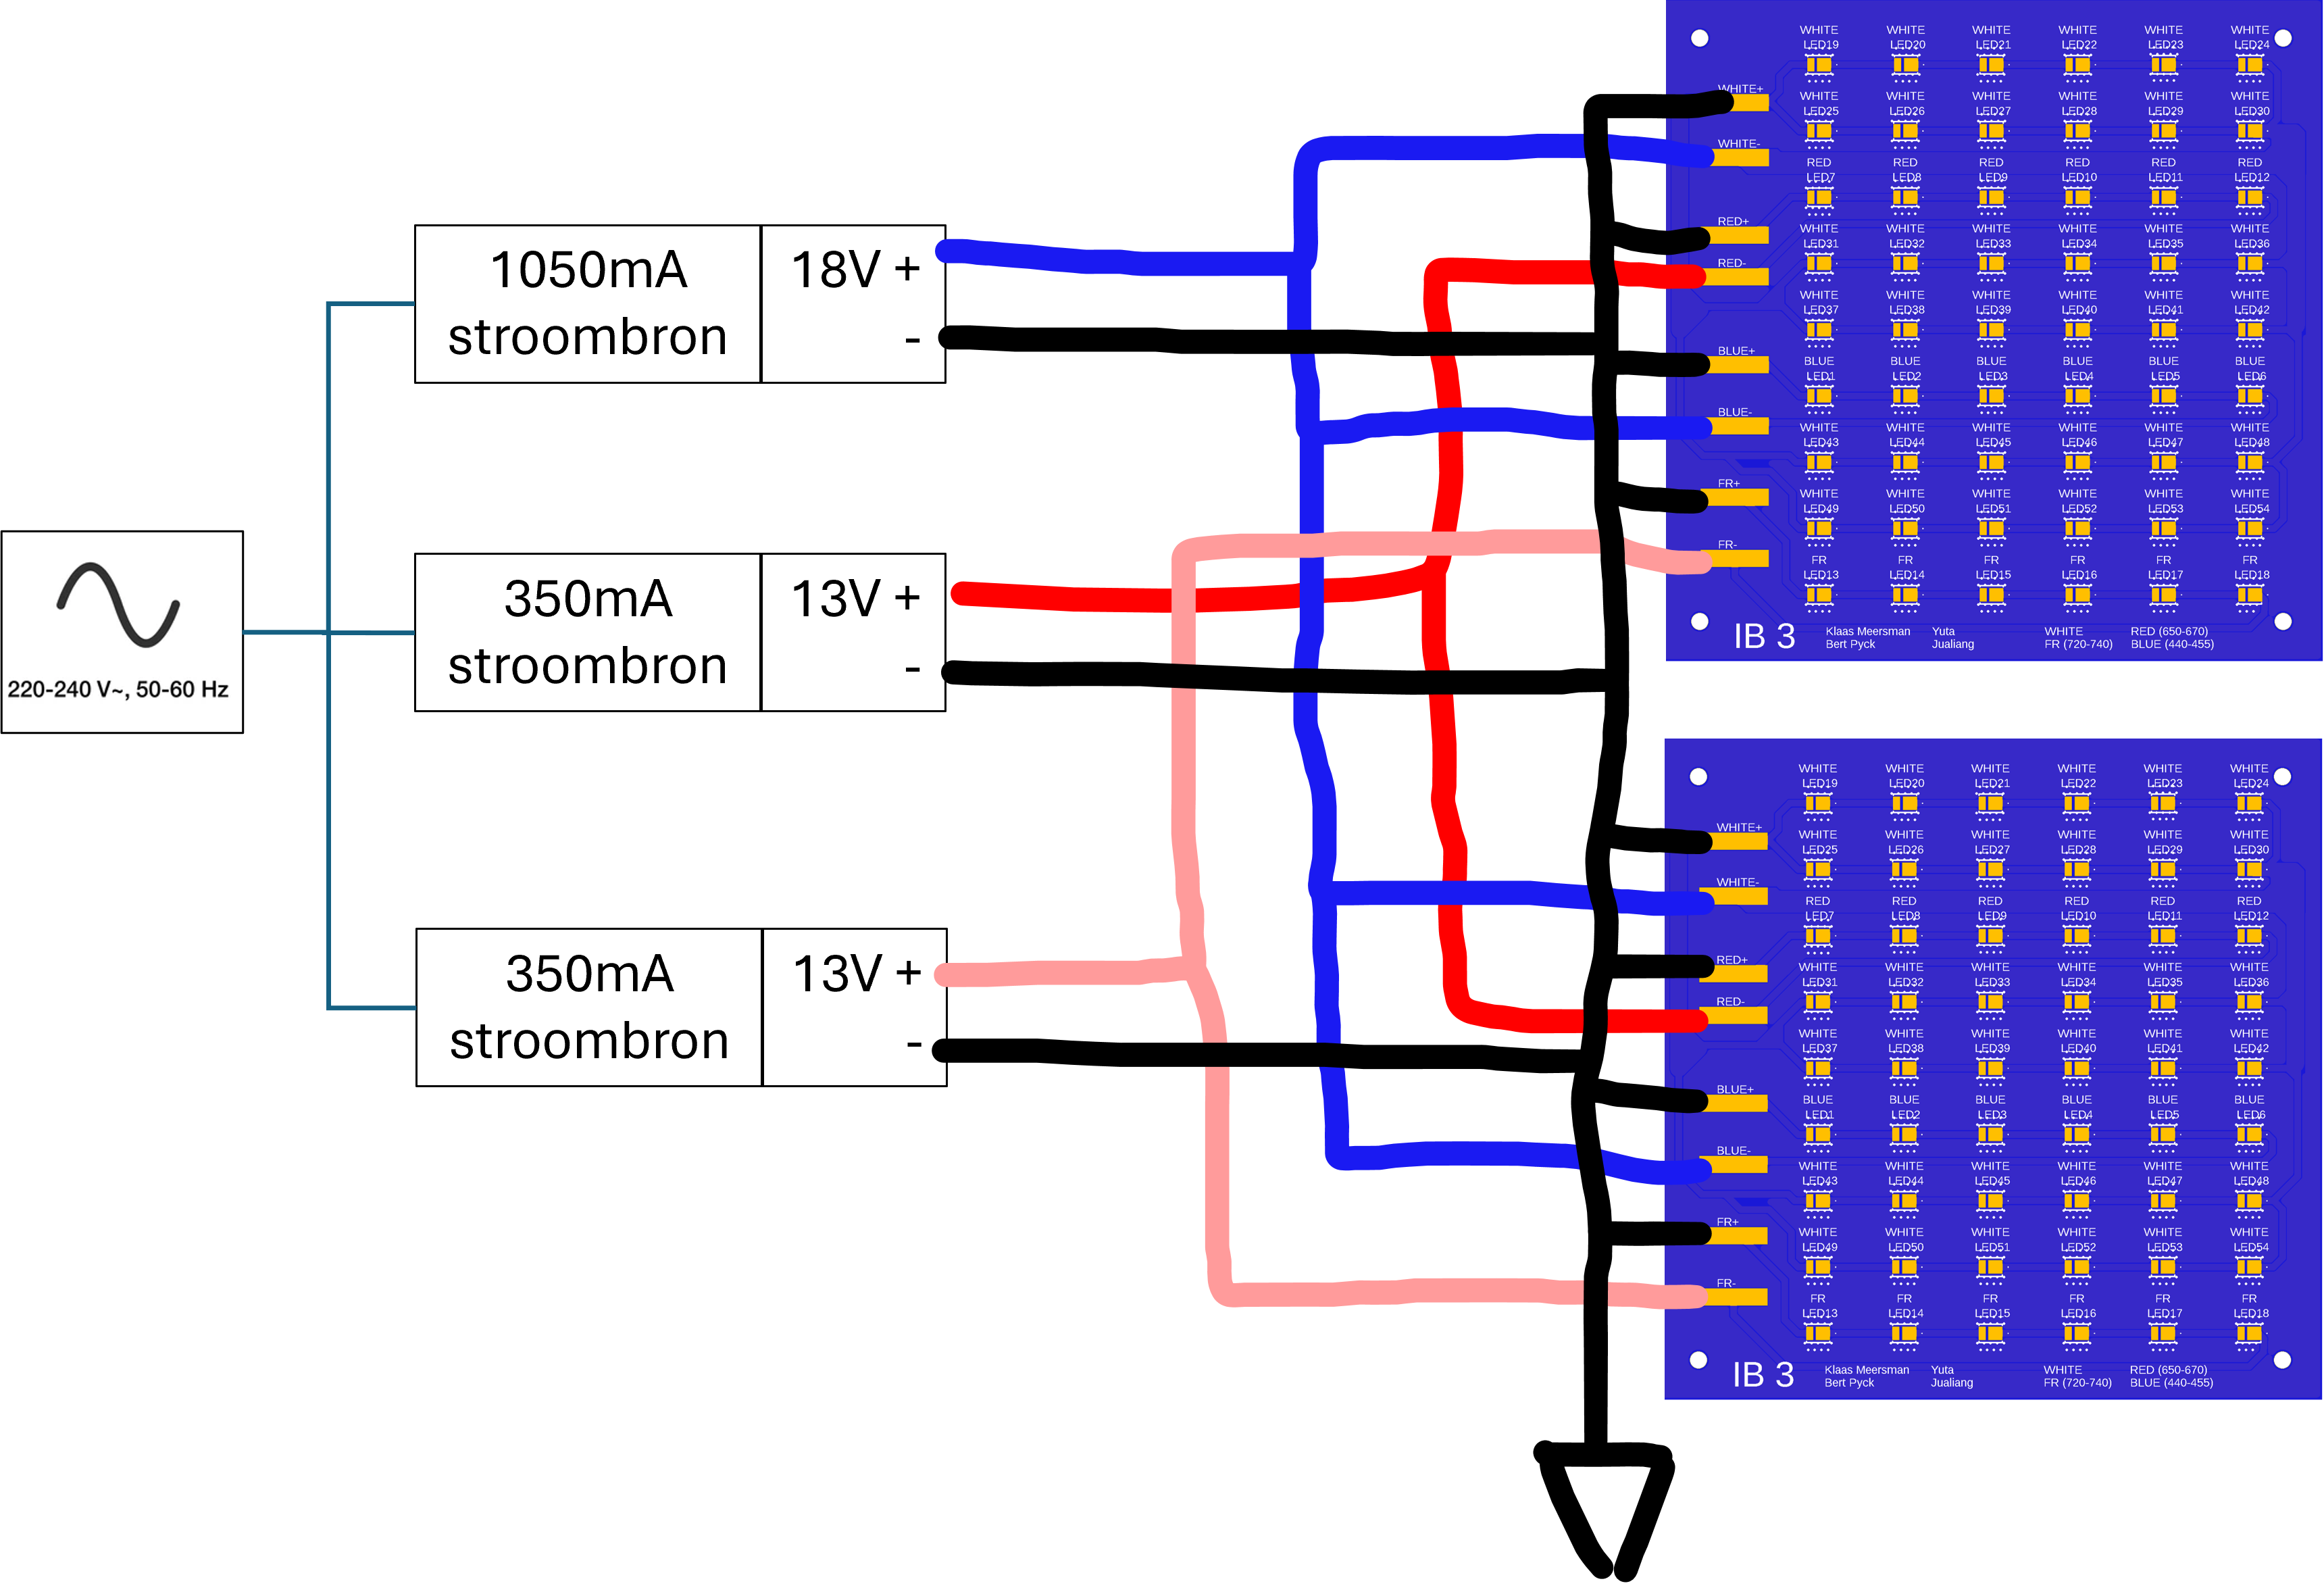 220-240 V~, 50-60 Hz
1050mA
stroombron
18V +
-
350mA
stroombron
13V +
-
350mA
stroombron
13V +
-
WHITE WHITE WHITE WHITE WHITE WHITE
LED19 LED20 LED21 LED22 LED23 LED24
WHITE+
WHITE WHITE WHITE WHITE WHITE WHITE
LED25 LED26 LED27 LED28 LED29 LED30
WHITE-
RED RED RED RED RED RED
LED7 LED8 LED9 LED10 LED11 LED12
RED+
WHITE WHITE WHITE WHITE WHITE WHITE
LED31 LED32 LED33 LED34 LED35 LED36
RED-
WHITE WHITE WHITE WHITE WHITE WHITE
LED37 LED38 LED39 LED40 LED41 LED42
BLUE+
BLUE BLUE BLUE BLUE BLUE BLUE
LED1 LED2 LED3 LED4 LED5 LED6
BLUE-
WHITE WHITE WHITE WHITE WHITE WHITE
LED43 LED44 LED45 LED46 LED47 LED48
FR+
WHITE WHITE WHITE WHITE WHITE WHITE
LED49 LED50 LED51 LED52 LED53 LED54
FR-
FR FR FR FR FR FR
LED13 LED14 LED15 LED16 LED17 LED18
IB 3
Klaas Meersman Yuta WHITE RED (650-670)
Bert Pyck Jualiang FR (720-740) BLUE (440-455)
WHITE WHITE WHITE WHITE WHITE WHITE
LED19 LED20 LED21 LED22 LED23 LED24
WHITE+
WHITE WHITE WHITE WHITE WHITE WHITE
LED25 LED26 LED27 LED28 LED29 LED30
WHITE-
RED RED RED RED RED RED
LED7 LED8 LED9 LED10 LED11 LED12
RED+
WHITE WHITE WHITE WHITE WHITE WHITE
LED31 LED32 LED33 LED34 LED35 LED36
RED-
WHITE WHITE WHITE WHITE WHITE WHITE
LED37 LED38 LED39 LED40 LED41 LED42
BLUE+
BLUE BLUE BLUE BLUE BLUE BLUE
LED1 LED2 LED3 LED4 LED5 LED6
BLUE-
WHITE WHITE WHITE WHITE WHITE WHITE
LED43 LED44 LED45 LED46 LED47 LED48
FR+
WHITE WHITE WHITE WHITE WHITE WHITE
LED49 LED50 LED51 LED52 LED53 LED54
FR-
FR FR FR FR FR FR
LED13 LED14 LED15 LED16 LED17 LED18
IB 3
Klaas Meersman Yuta WHITE RED (650-670)
Bert Pyck Jualiang FR (720-740) BLUE (440-455)